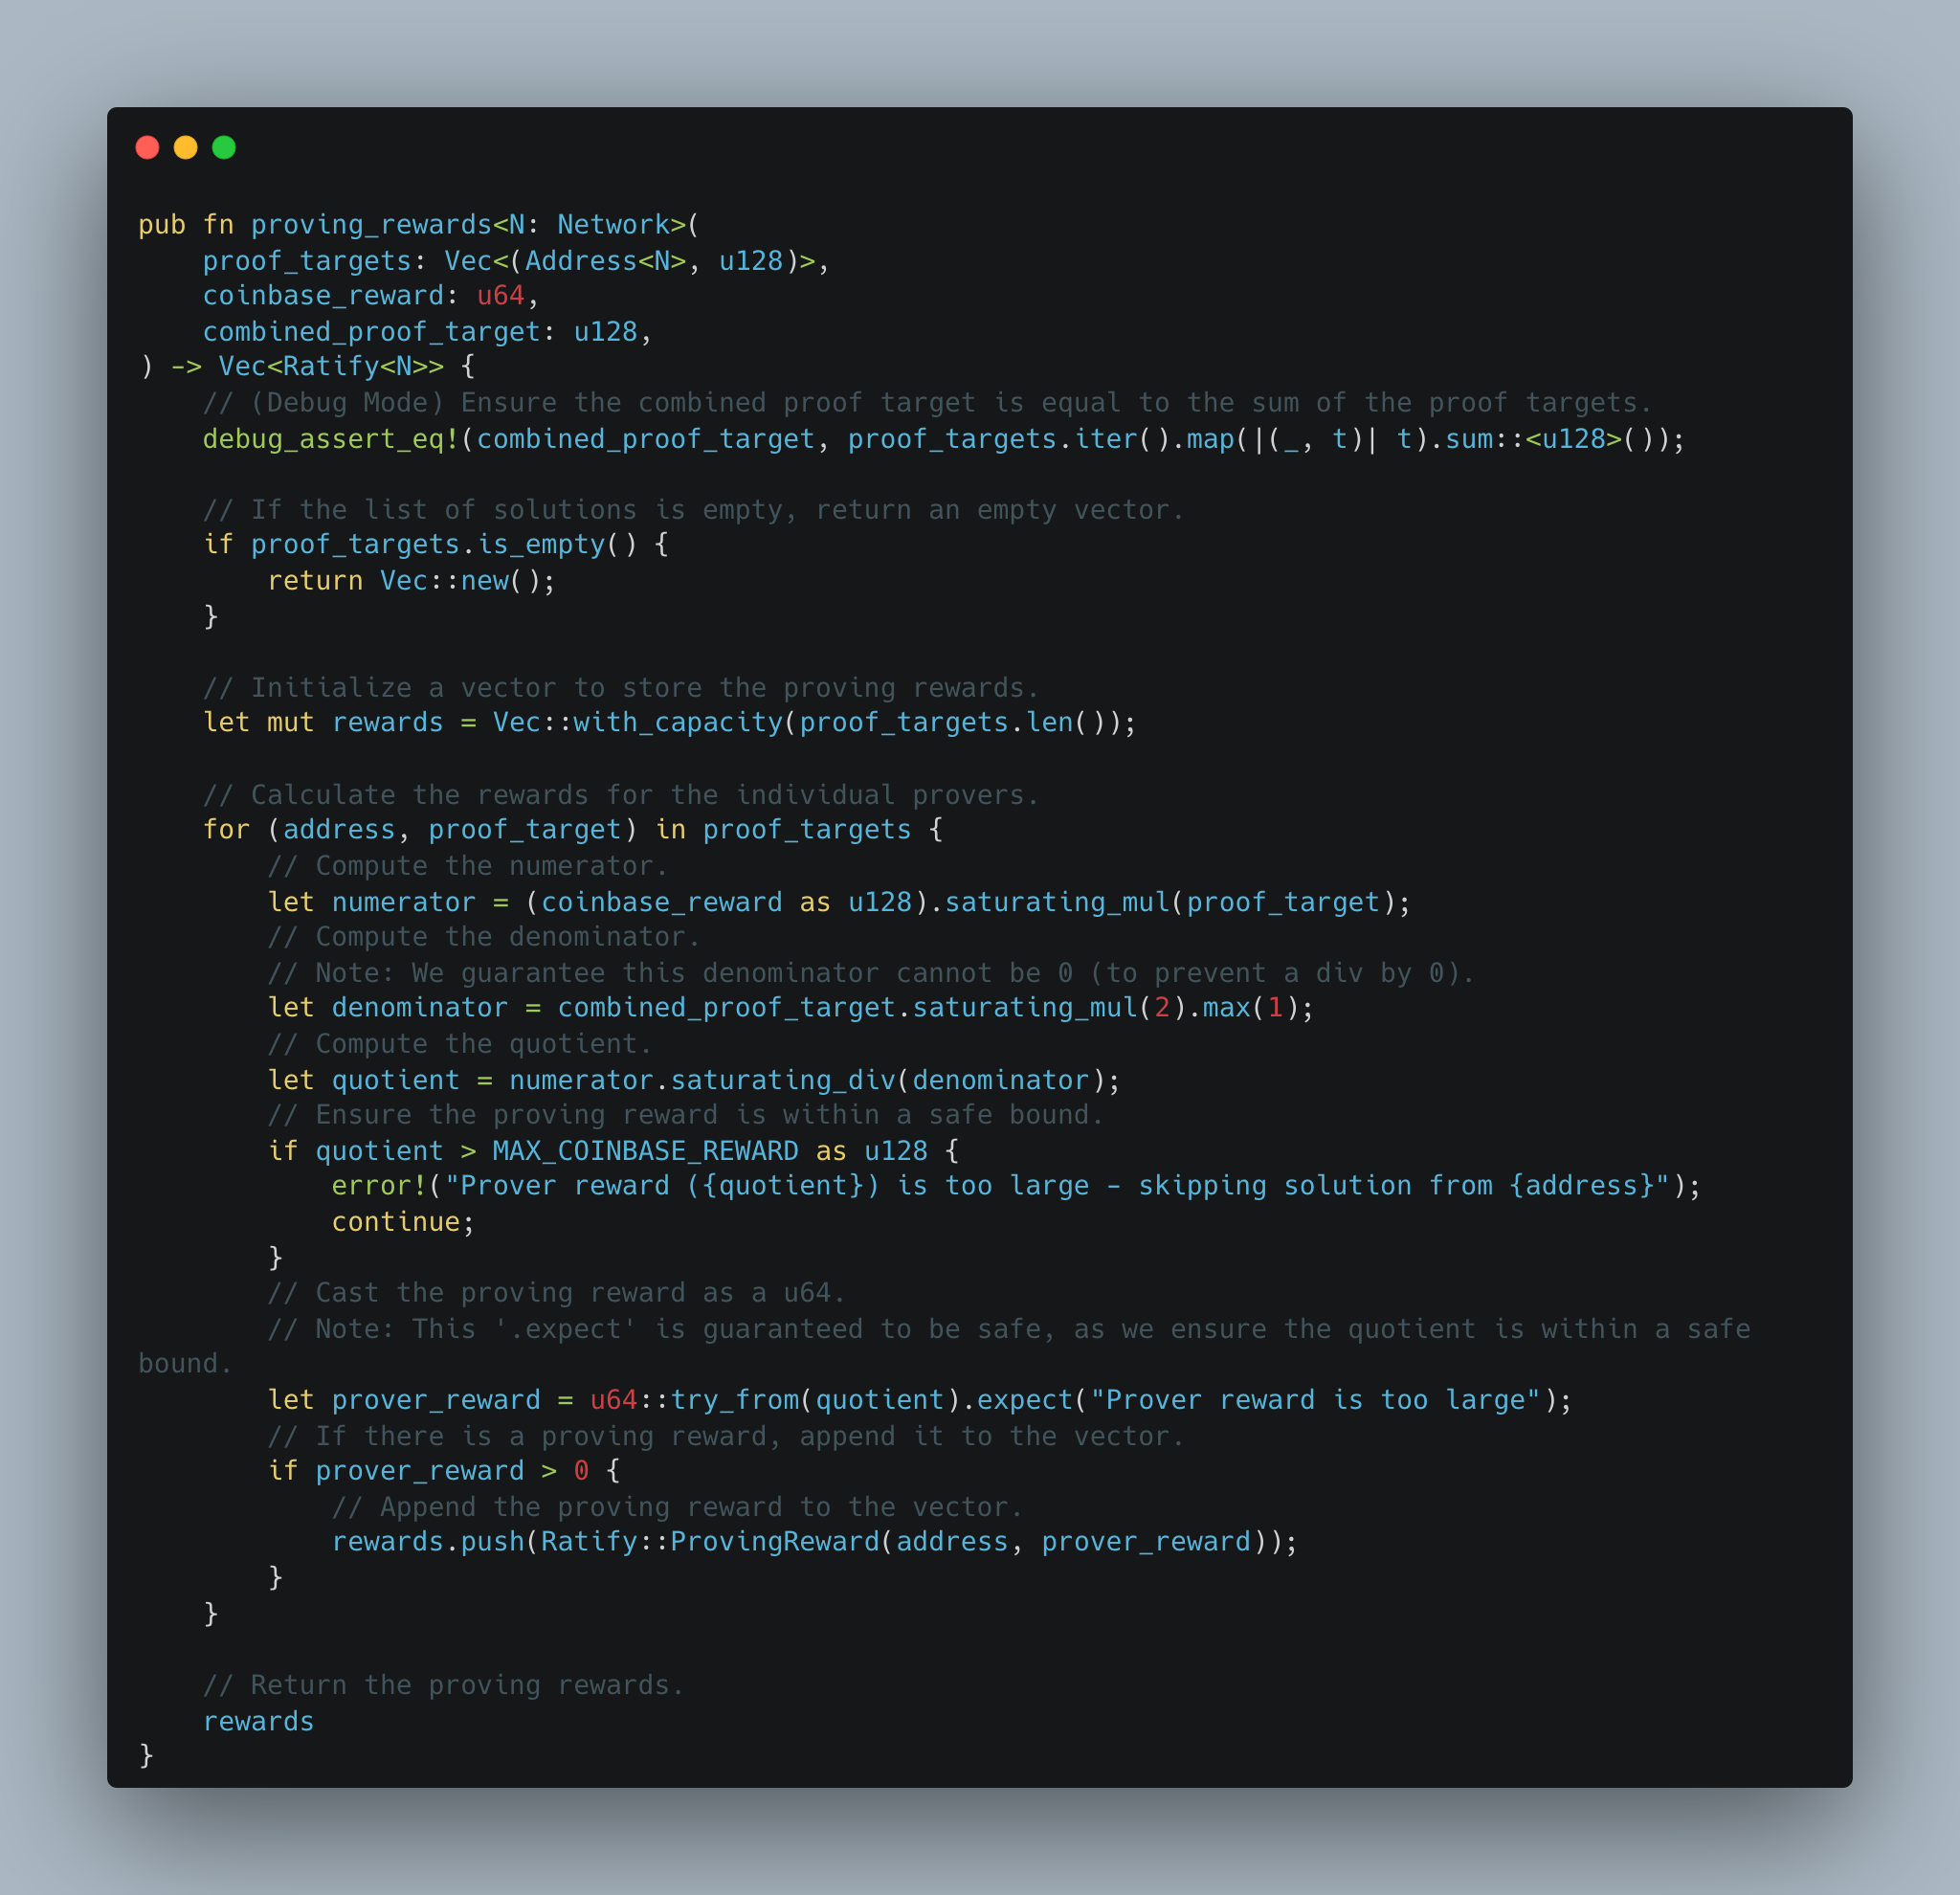 pub fn proving_rewards<N: Network>(
    proof_targets: Vec<(Address<N>, u128)>,
    coinbase_reward: u64,
    combined_proof_target: u128,
) -> Vec<Ratify<N>> {
    // (Debug Mode) Ensure the combined proof target is equal to the sum of the proof targets.
    debug_assert_eq!(combined_proof_target, proof_targets.iter().map(|(_, t)| t).sum::<u128>());

    // If the list of solutions is empty, return an empty vector.
    if proof_targets.is_empty() {
        return Vec::new();
    }

    // Initialize a vector to store the proving rewards.
    let mut rewards = Vec::with_capacity(proof_targets.len());

    // Calculate the rewards for the individual provers.
    for (address, proof_target) in proof_targets {
        // Compute the numerator.
        let numerator = (coinbase_reward as u128).saturating_mul(proof_target);
        // Compute the denominator.
        // Note: We guarantee this denominator cannot be 0 (to prevent a div by 0).
        let denominator = combined_proof_target.saturating_mul(2).max(1);
        // Compute the quotient.
        let quotient = numerator.saturating_div(denominator);
        // Ensure the proving reward is within a safe bound.
        if quotient > MAX_COINBASE_REWARD as u128 {
            error!("Prover reward ({quotient}) is too large - skipping solution from {address}");
            continue;
        }
        // Cast the proving reward as a u64.
        // Note: This '.expect' is guaranteed to be safe, as we ensure the quotient is within a safe
bound.
        let prover_reward = u64::try_from(quotient).expect("Prover reward is too large");
        // If there is a proving reward, append it to the vector.
        if prover_reward > 0 {
            // Append the proving reward to the vector.
            rewards.push(Ratify::ProvingReward(address, prover_reward));
        }
    }

    // Return the proving rewards.
    rewards
}